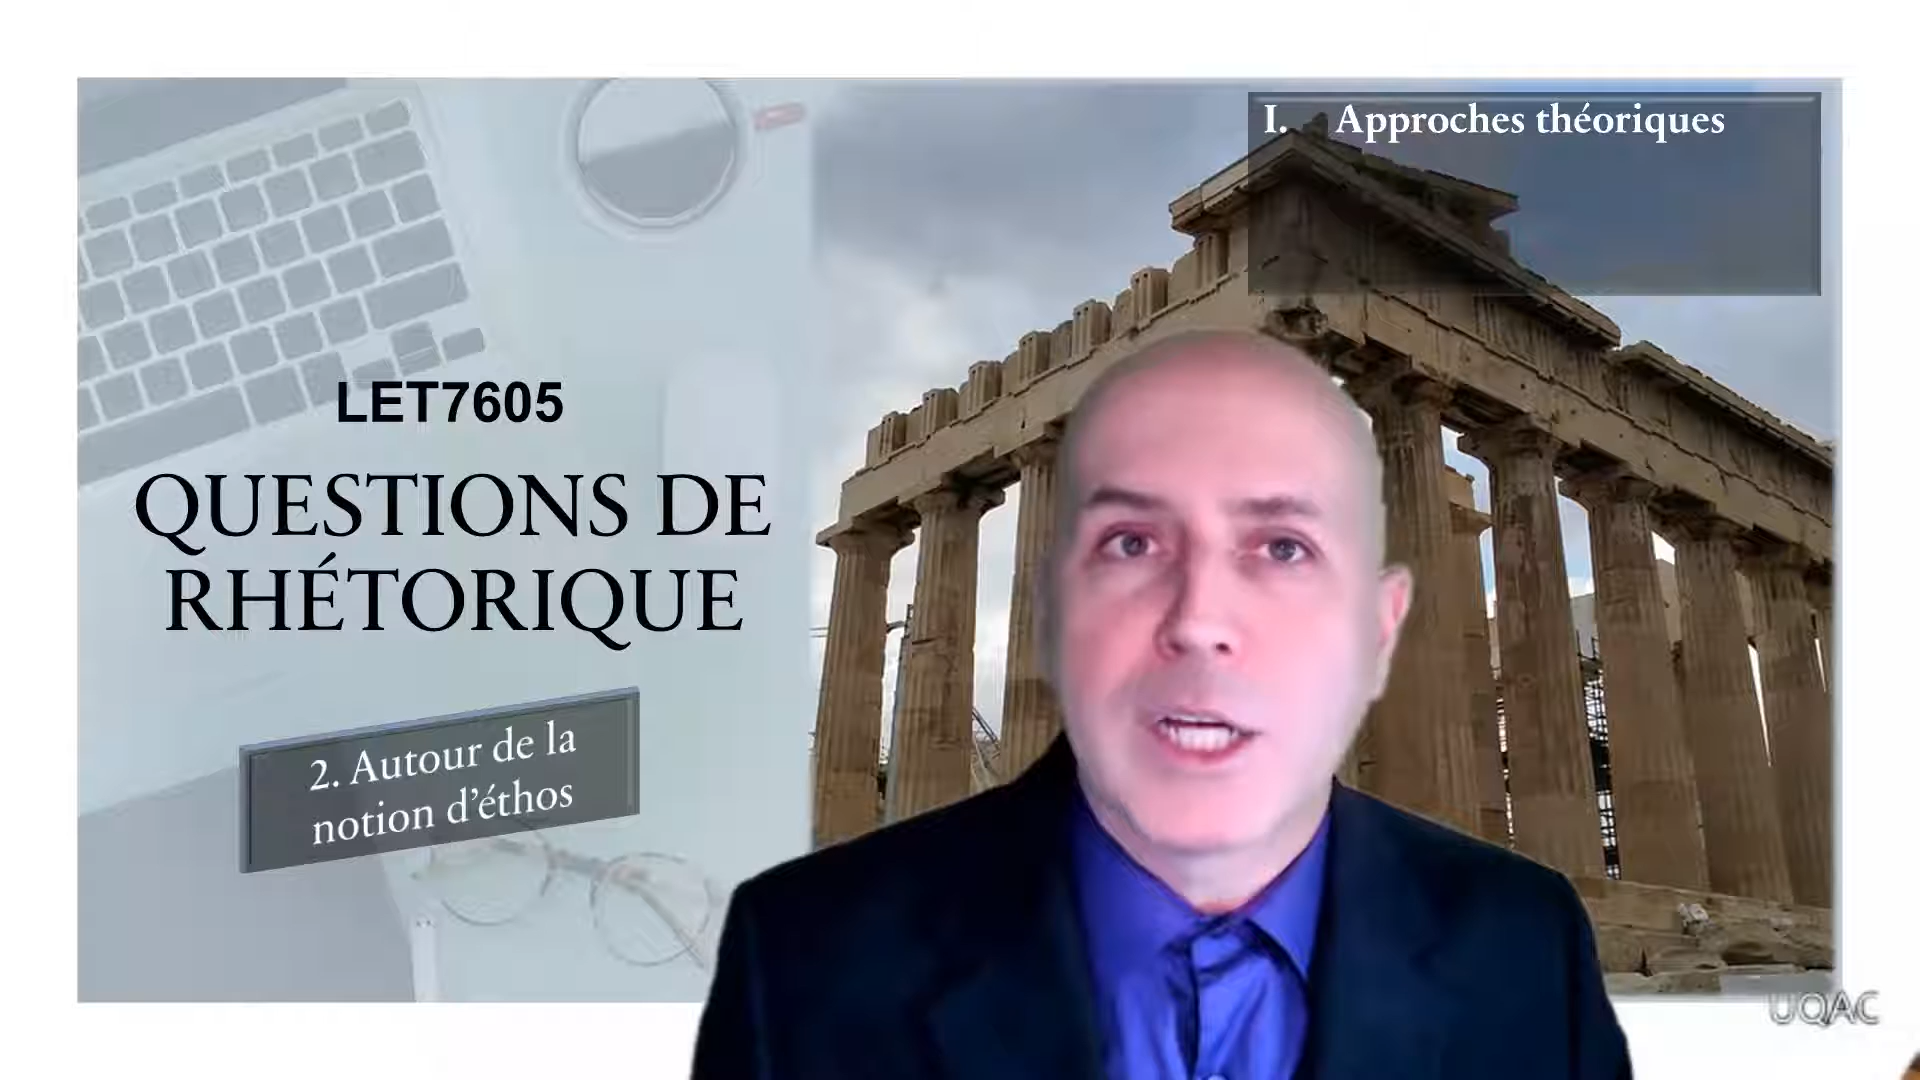 I. Approches théoriques
LET7605
QUESTIONS DE
RHÉTORIQUE
2. Autour de la
notion d’éthos
UQAC